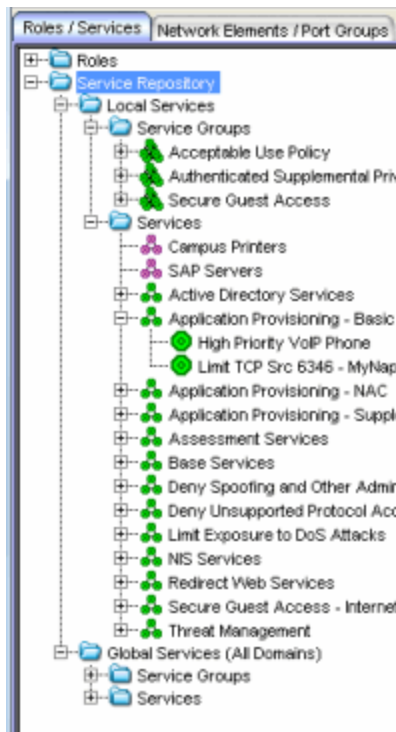 Roles / Services Network Elements / Port Groups
Roles
Service Repository
Local Services
Service Groups
Acceptable Use Policy
Authenticated Supplemental Priv
Secure Guest Access
Services
Campus Printers
SAP Servers
Active Directory Services
Application Provisioning - Basic
High Priority VoIP Phone
Limit TCP Src 6346 - MyNap
Application Provisioning - NAC
Application Provisioning - Supple
Assessment Services
Base Services
Deny Spoofing and Other Admin
Deny Unsupported Protocol Acc
Limit Exposure to DoS Attacks
NIS Services
Redirect Web Services
Secure Guest Access - Internet
Threat Management
Global Services (All Domains)
Service Groups
Services